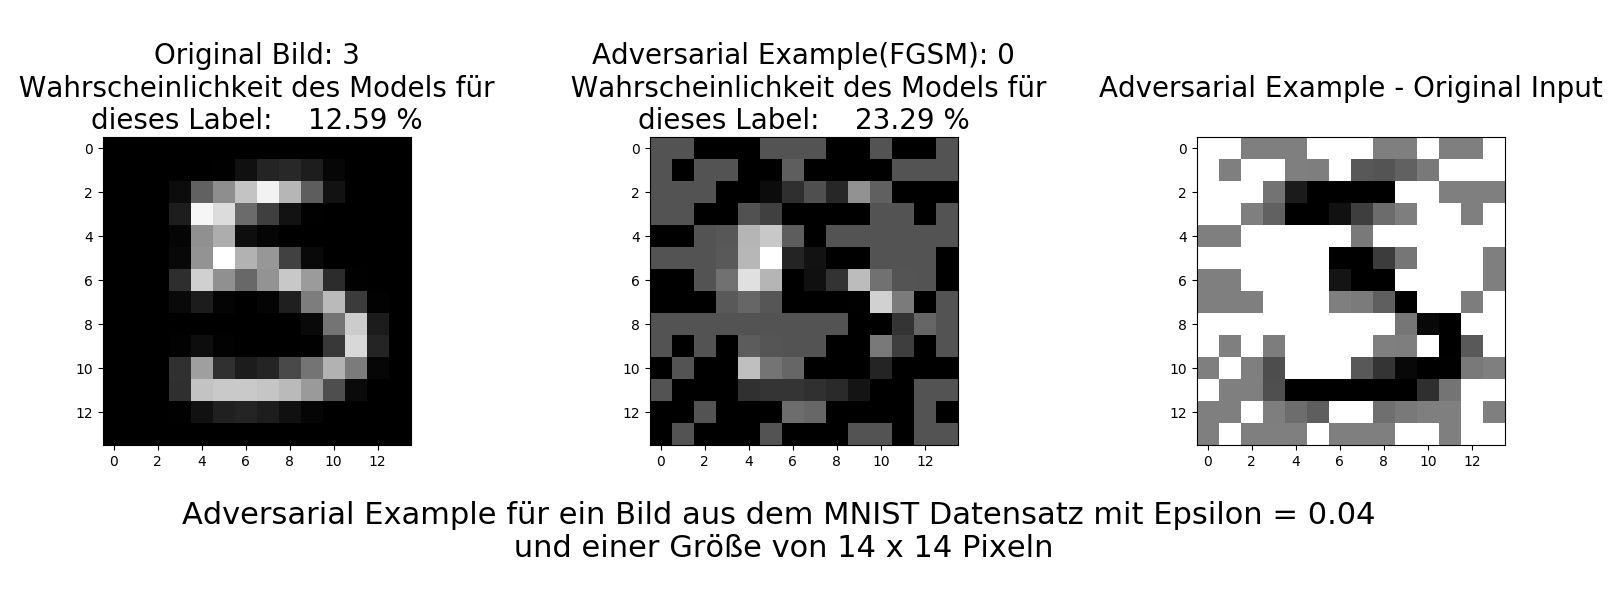 Original Bild: 3
Wahrscheinlichkeit des Models für
dieses Label: 12.59 %
0
2
4
6
8
10
12
0 2 4 6 8 10 12
Adversarial Example(FGSM): 0
Wahrscheinlichkeit des Models für
dieses Label: 23.29 %
0
2
4
6
8
10
12
0 2 4 6 8 10 12
Adversarial Example - Original Input
0
2
4
6
8
10
12
0 2 4 6 8 10 12
Adversarial Example für ein Bild aus dem MNIST Datensatz mit Epsilon = 0.04
und einer Größe von 14 x 14 Pixeln